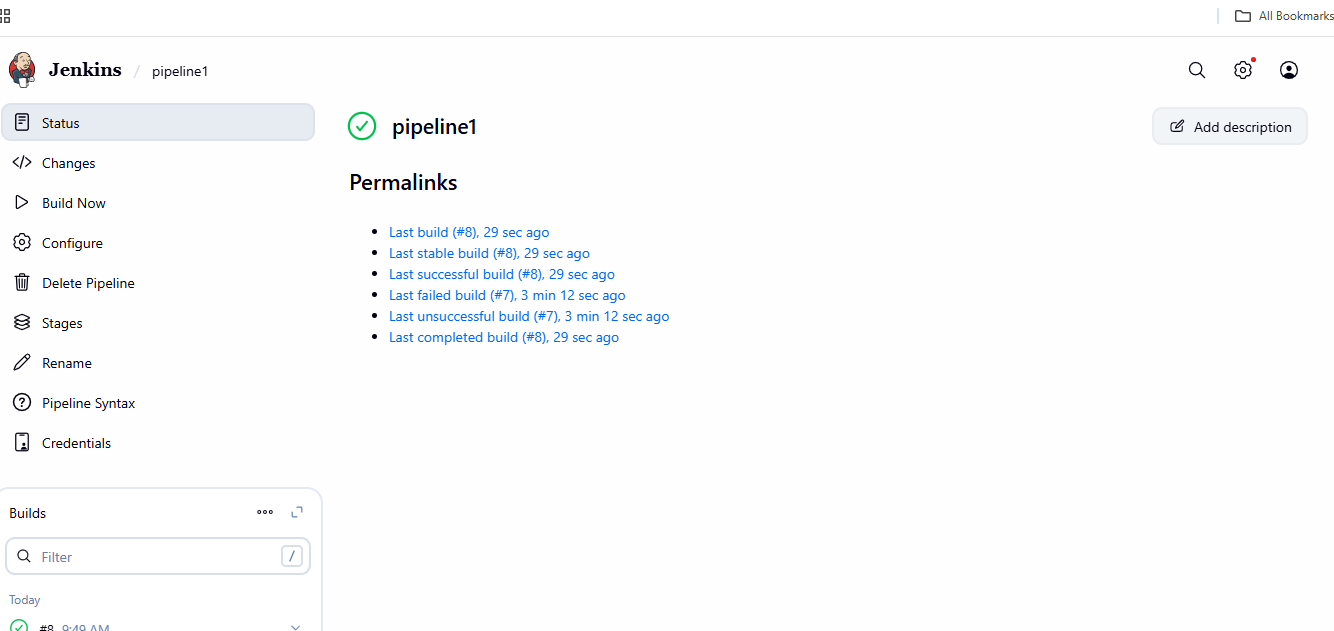 All Bookmarks
Jenkins / pipeline1
Status
Changes
Build Now
Configure
Delete Pipeline
Stages
Rename
Pipeline Syntax
Credentials
Builds
Filter /
Today
#8 9:49 AM
pipeline1
Add description
Permalinks
Last build (#8), 29 sec ago
Last stable build (#8), 29 sec ago
Last successful build (#8), 29 sec ago
Last failed build (#7), 3 min 12 sec ago
Last unsuccessful build (#7), 3 min 12 sec ago
Last completed build (#8), 29 sec ago